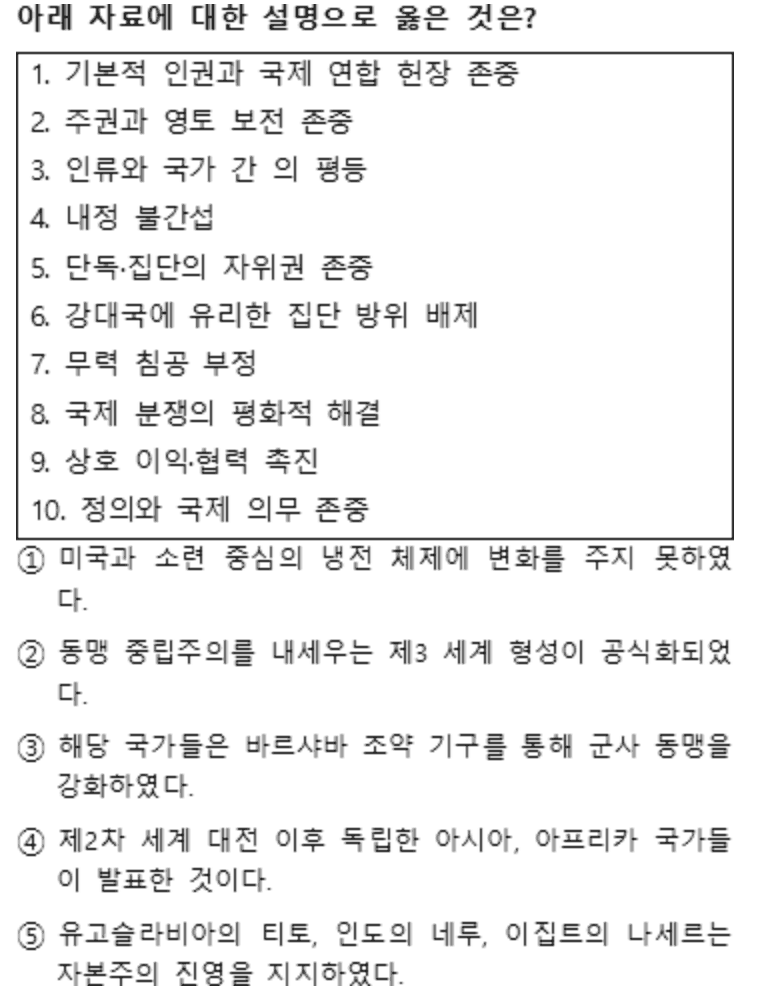 아래 자료에 대한 설명으로 옳은 것은?
1. 기본적 인권과 국제 연합 헌장 존중
2. 주권과 영토 보전 존중
3. 인류와 국가 간 의 평등
4. 내정 불간섭
5. 단독·집단의 자위권 존중
6. 강대국에 유리한 집단 방위 배제
7. 무력 침공 부정
8. 국제 분쟁의 평화적 해결
9. 상호 이익·협력 촉진
10. 정의와 국제 의무 존중
① 미국과 소련 중심의 냉전 체제에 변화를 주지 못하였
다.
② 동맹 중립주의를 내세우는 제3 세계 형성이 공식화되었
다.
③ 해당 국가들은 바르샤바 조약 기구를 통해 군사 동맹을
강화하였다.
④ 제2차 세계 대전 이후 독립한 아시아, 아프리카 국가들
이 발표한 것이다.
⑤ 유고슬라비아의 티토, 인도의 네루, 이집트의 나세르는
자본주의 진영을 지지하였다.